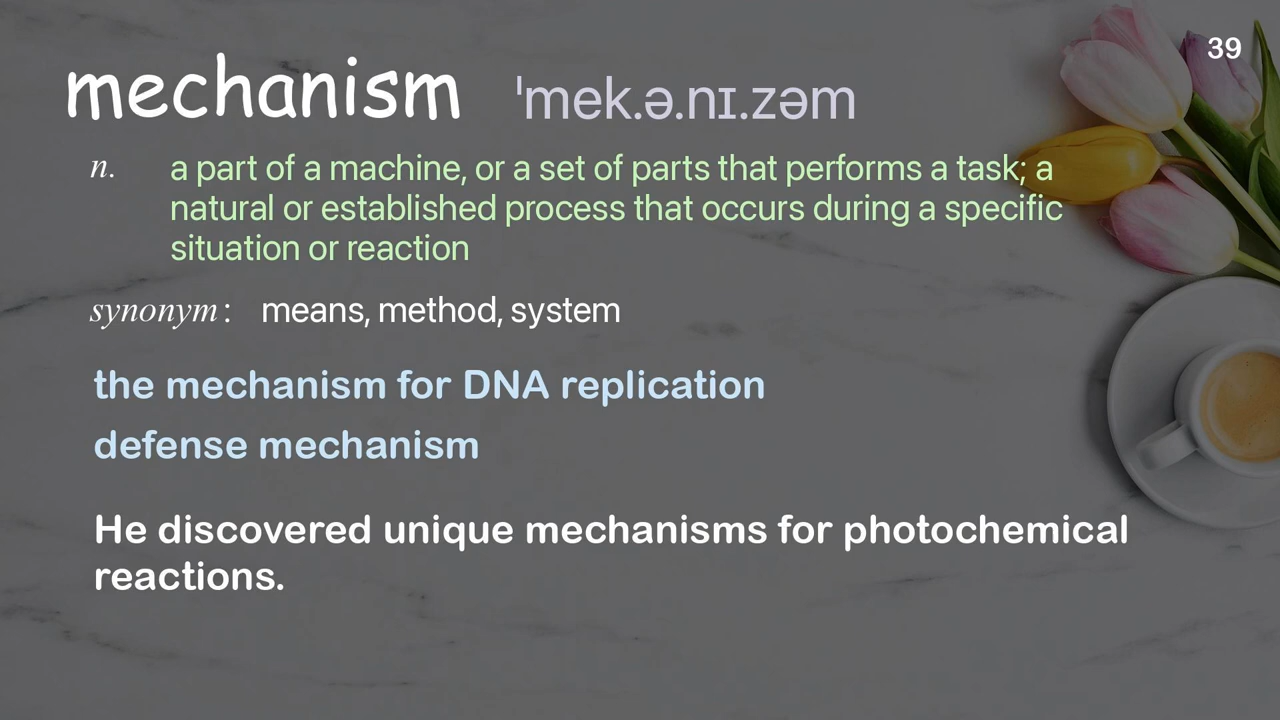 39
mechanism ˈmek.ə.nɪ.zəm
n. a part of a machine, or a set of parts that performs a task; a
natural or established process that occurs during a specific
situation or reaction
synonym: means, method, system
the mechanism for DNA replication
defense mechanism
He discovered unique mechanisms for photochemical
reactions.